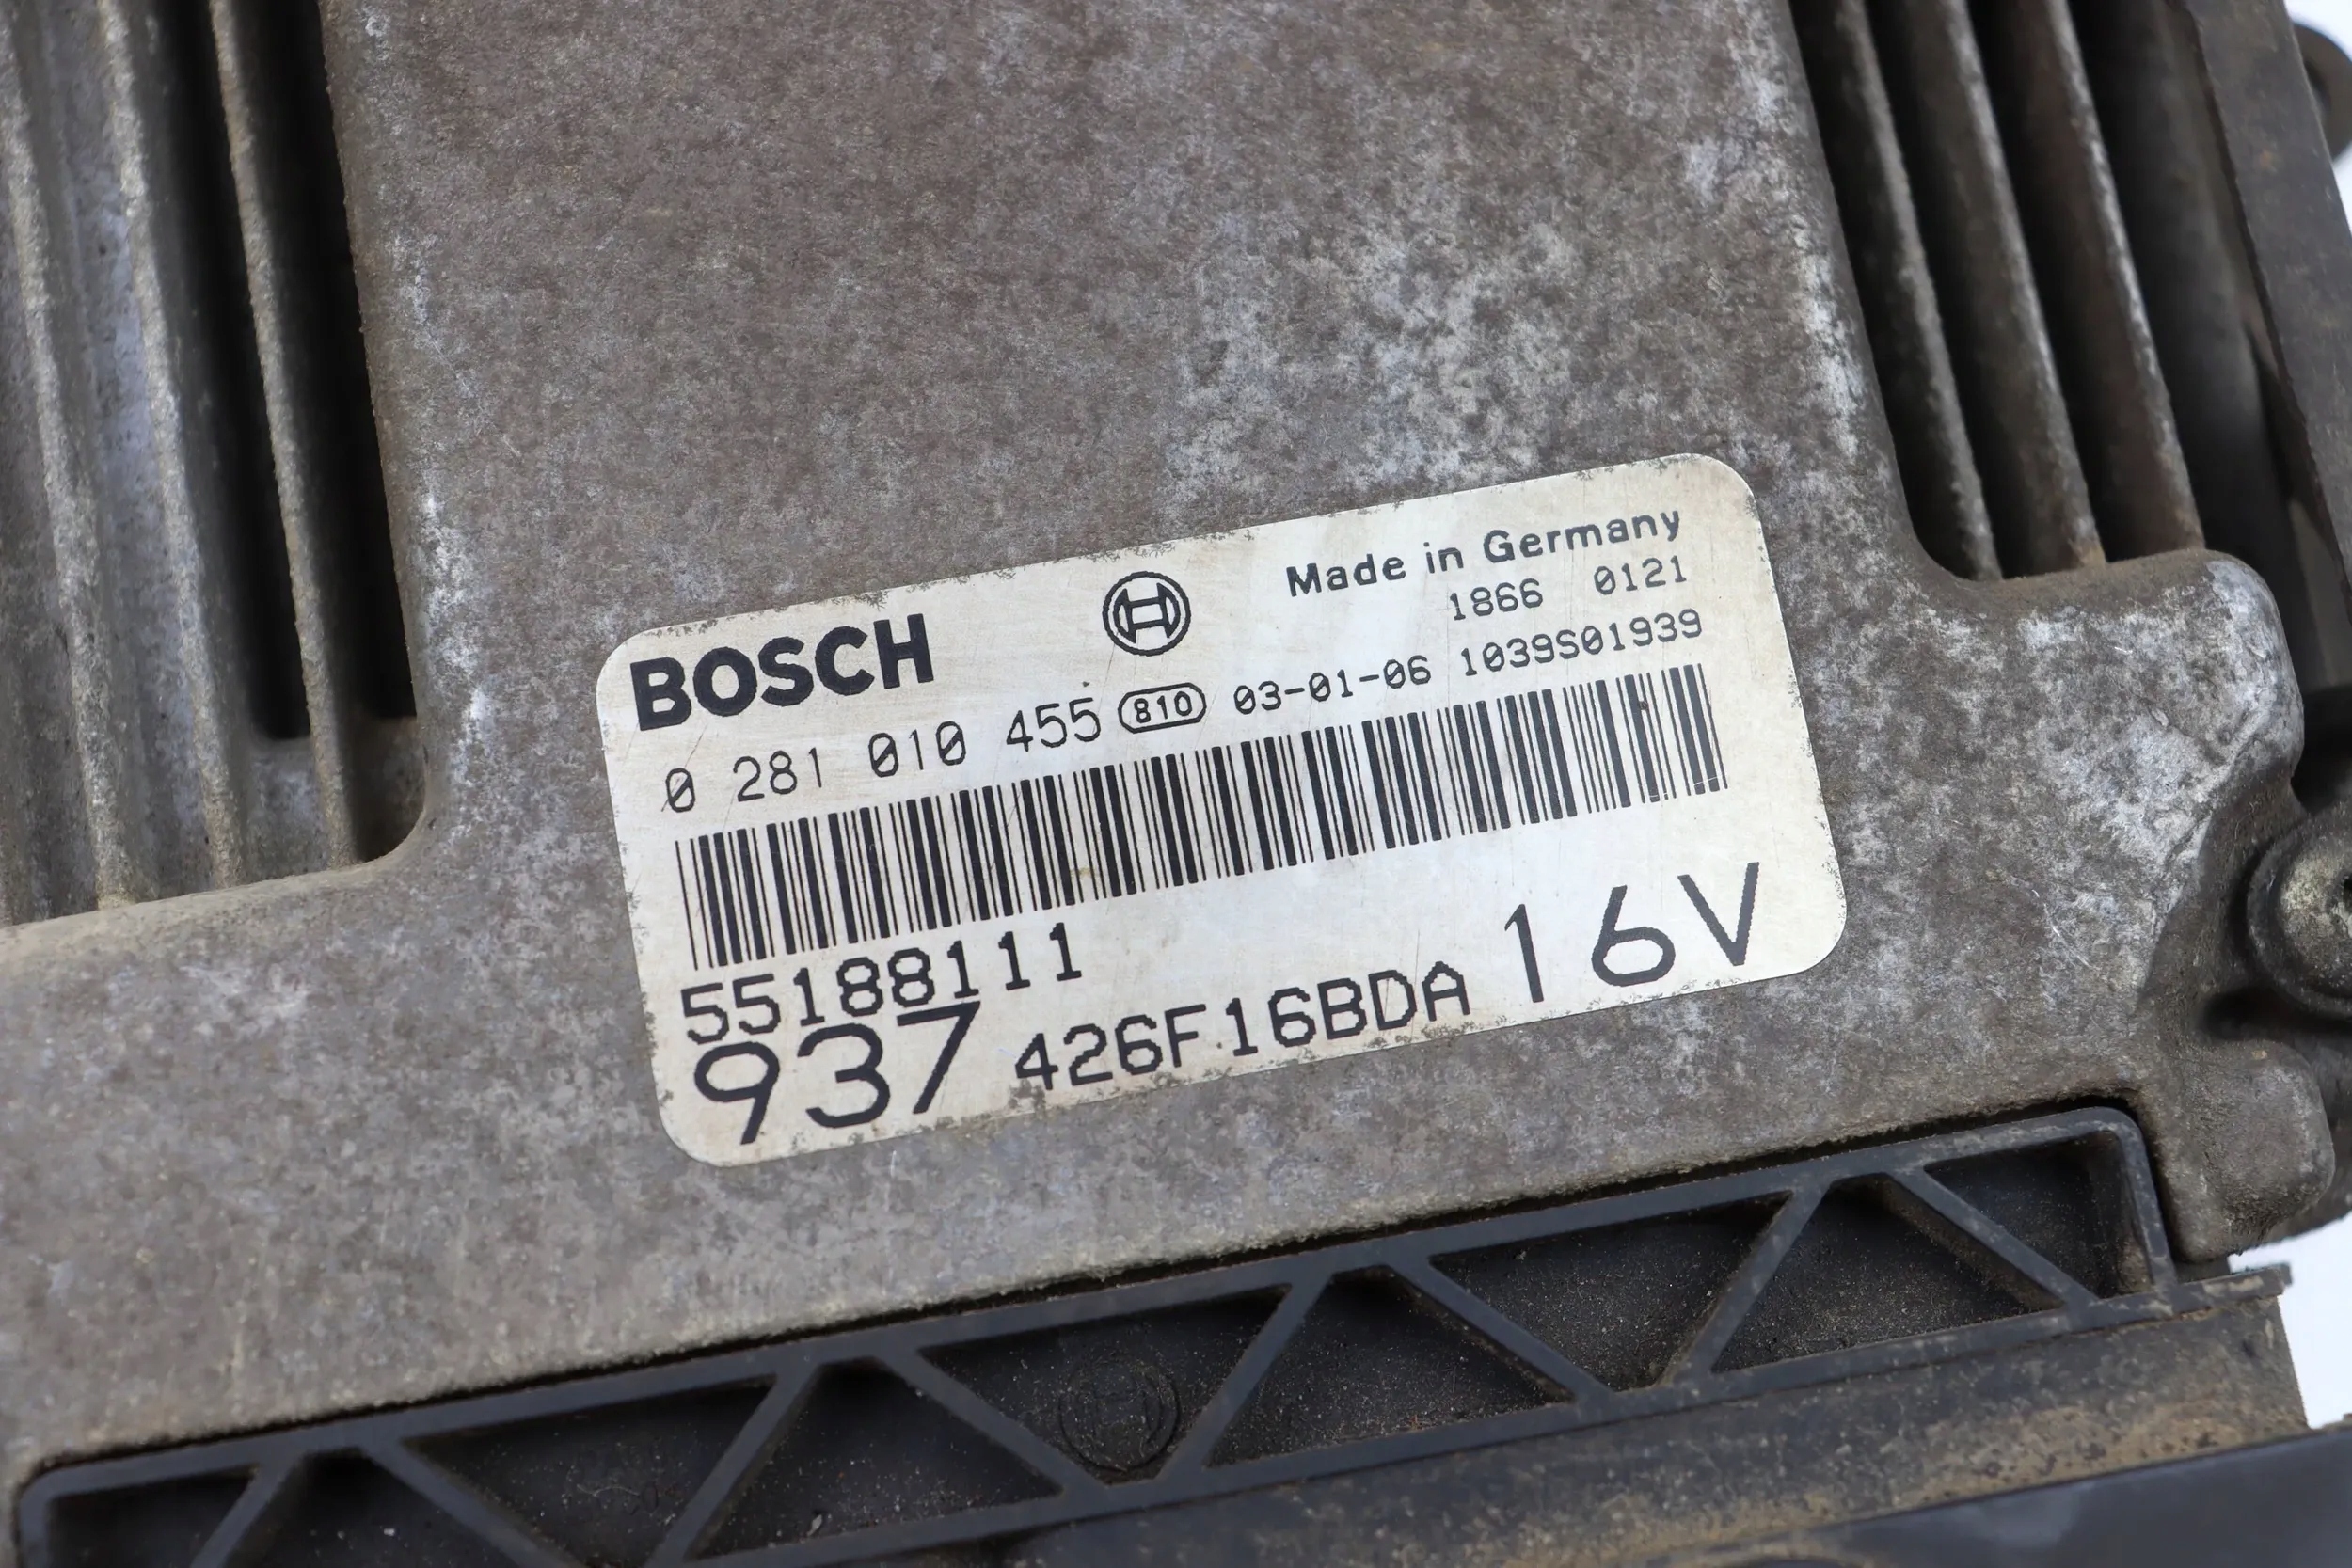 BOSCH
Made in Germany
1866 0121
0 281 010 455 810 03-01-06 1039S01939
55188111
937 426F16BDA 16V